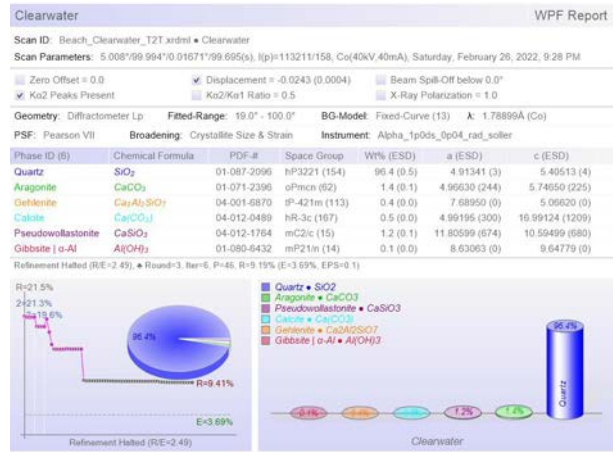 Clearwater WPF Report
Scan ID: Beach_Clearwater_T2T.xrdml ● Clearwater
Scan Parameters: 5.008°/99.994°/0.01671°/99.695(s), I(p)=113211/158, Co(40kV,40mA), Saturday, February 26, 2022, 9:28 PM
Zero Offset = 0.0 Displacement = -0.0243 (0.0004) Beam Spill-Off below 0.0°
Kα2 Peaks Present Kα2/Kα1 Ratio = 0.5 X-Ray Polarization = 1.0
Geometry: Diffractometer Lp Fitted-Range: 19.0° - 100.0° BG-Model: Fixed-Curve (13) λ: 1.78899Å (Co)
PSF: Pearson VII Broadening: Crystallite Size & Strain Instrument: Alpha_1p0ds_0p04_rad_soller
Phase ID (6) Chemical Formula PDF-# Space Group Wt% (ESD) a (ESD) c (ESD)
Quartz SiO₂ 01-087-2096 hP3221 (154) 96.4 (0.5) 4.91341 (3) 5.40513 (4)
Aragonite CaCO₃ 01-071-2396 oPmcn (62) 1.4 (0.1) 4.96630 (244) 5.74650 (225)
Gehlenite Ca₂Al₂SiO₇ 04-001-6870 tP-421m (113) 0.4 (0.0) 7.68950 (0) 5.06620 (0)
Calcite Ca(CO₃) 04-012-0489 hR-3c (167) 0.5 (0.0) 4.99195 (300) 16.99124 (1209)
Pseudowollastonite CaSiO₃ 04-012-1764 mC2/c (15) 1.2 (0.1) 11.80599 (674) 10.59499 (680)
Gibbsite | α-Al Al(OH)₃ 01-080-6432 mP21/n (14) 0.1 (0.0) 8.63063 (0) 9.64779 (0)
Refinement Halted (R/E=2.49), ♠ Round=3, Iter=6, P=46, R=9.19% (E=3.69%, EPS=0.1)
R=21.5%
2=21.3%
96.4%
R=9.41%
E=3.69%
Refinement Halted (R/E=2.49)
Quartz ● SiO2
Aragonite ● CaCO3
Pseudowollastonite ● CaSiO3
Calcite ● Ca(CO3)
Gehlenite ● Ca2Al2SiO7
Gibbsite | α-Al ● Al(OH)3
96.4%
Quartz
0.1% 1.2% 1.4%
Clearwater